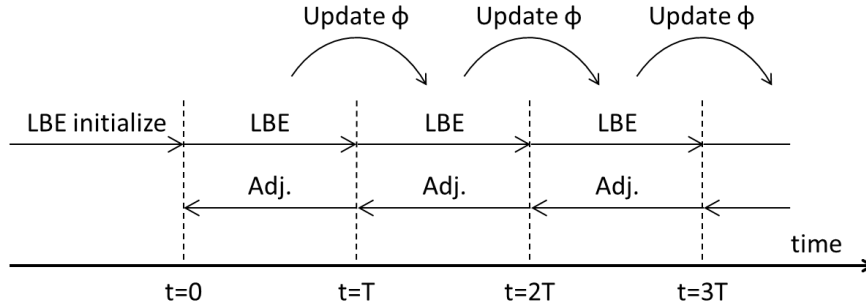 Update ϕ Update ϕ Update ϕ
LBE initialize LBE LBE LBE
Adj. Adj. Adj.
time
t=0 t=T t=2T t=3T